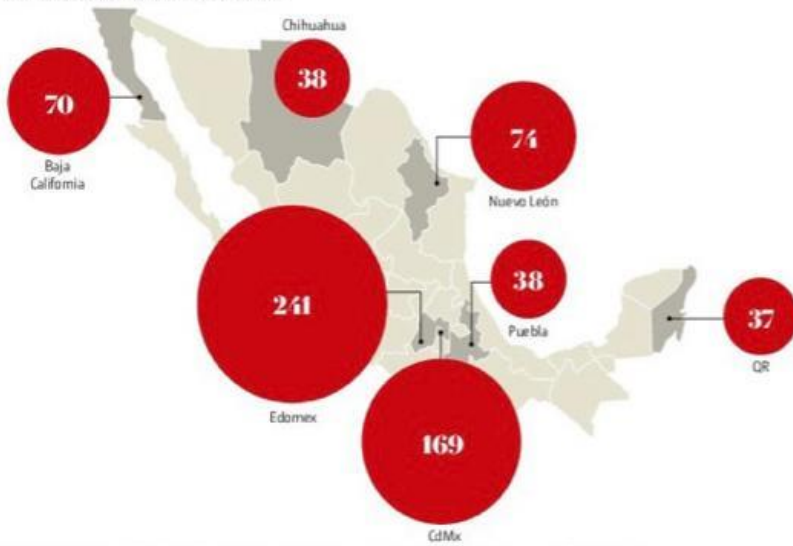 Chihuahua
38
70
Baja
California
74
Nuevo León
241
Edomex
38
Puebla
37
QR
169
CdMx